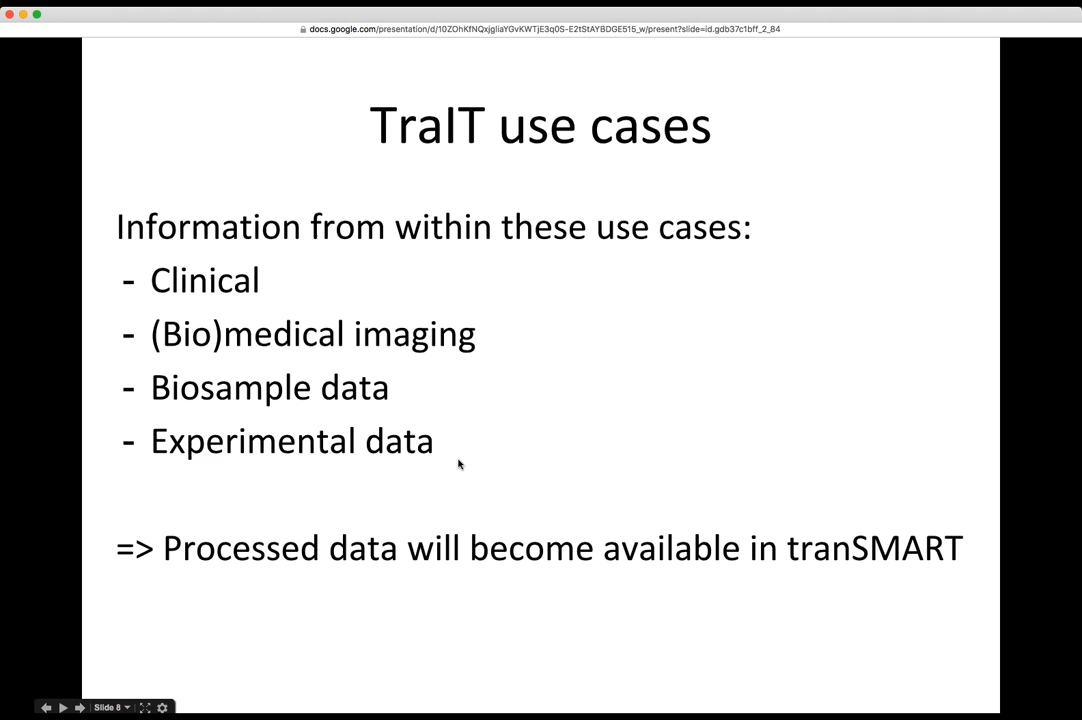 docs.google.com/presentation/d/10ZOhKfNQxjgliaYGvKWTjE3q0S-E2tStAYBDGE515_w/present?slide=id.gdb37c1bff_2_84
TraIT use cases
Information from within these use cases:
- Clinical
- (Bio)medical imaging
- Biosample data
- Experimental data
=> Processed data will become available in tranSMART
Slide 8